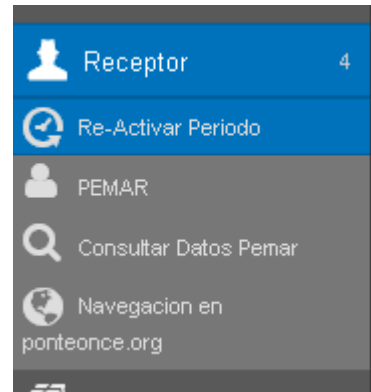 Receptor 4
Re-Activar Periodo
PEMAR
Consultar Datos Pemar
Navegacion en
ponteonce.org